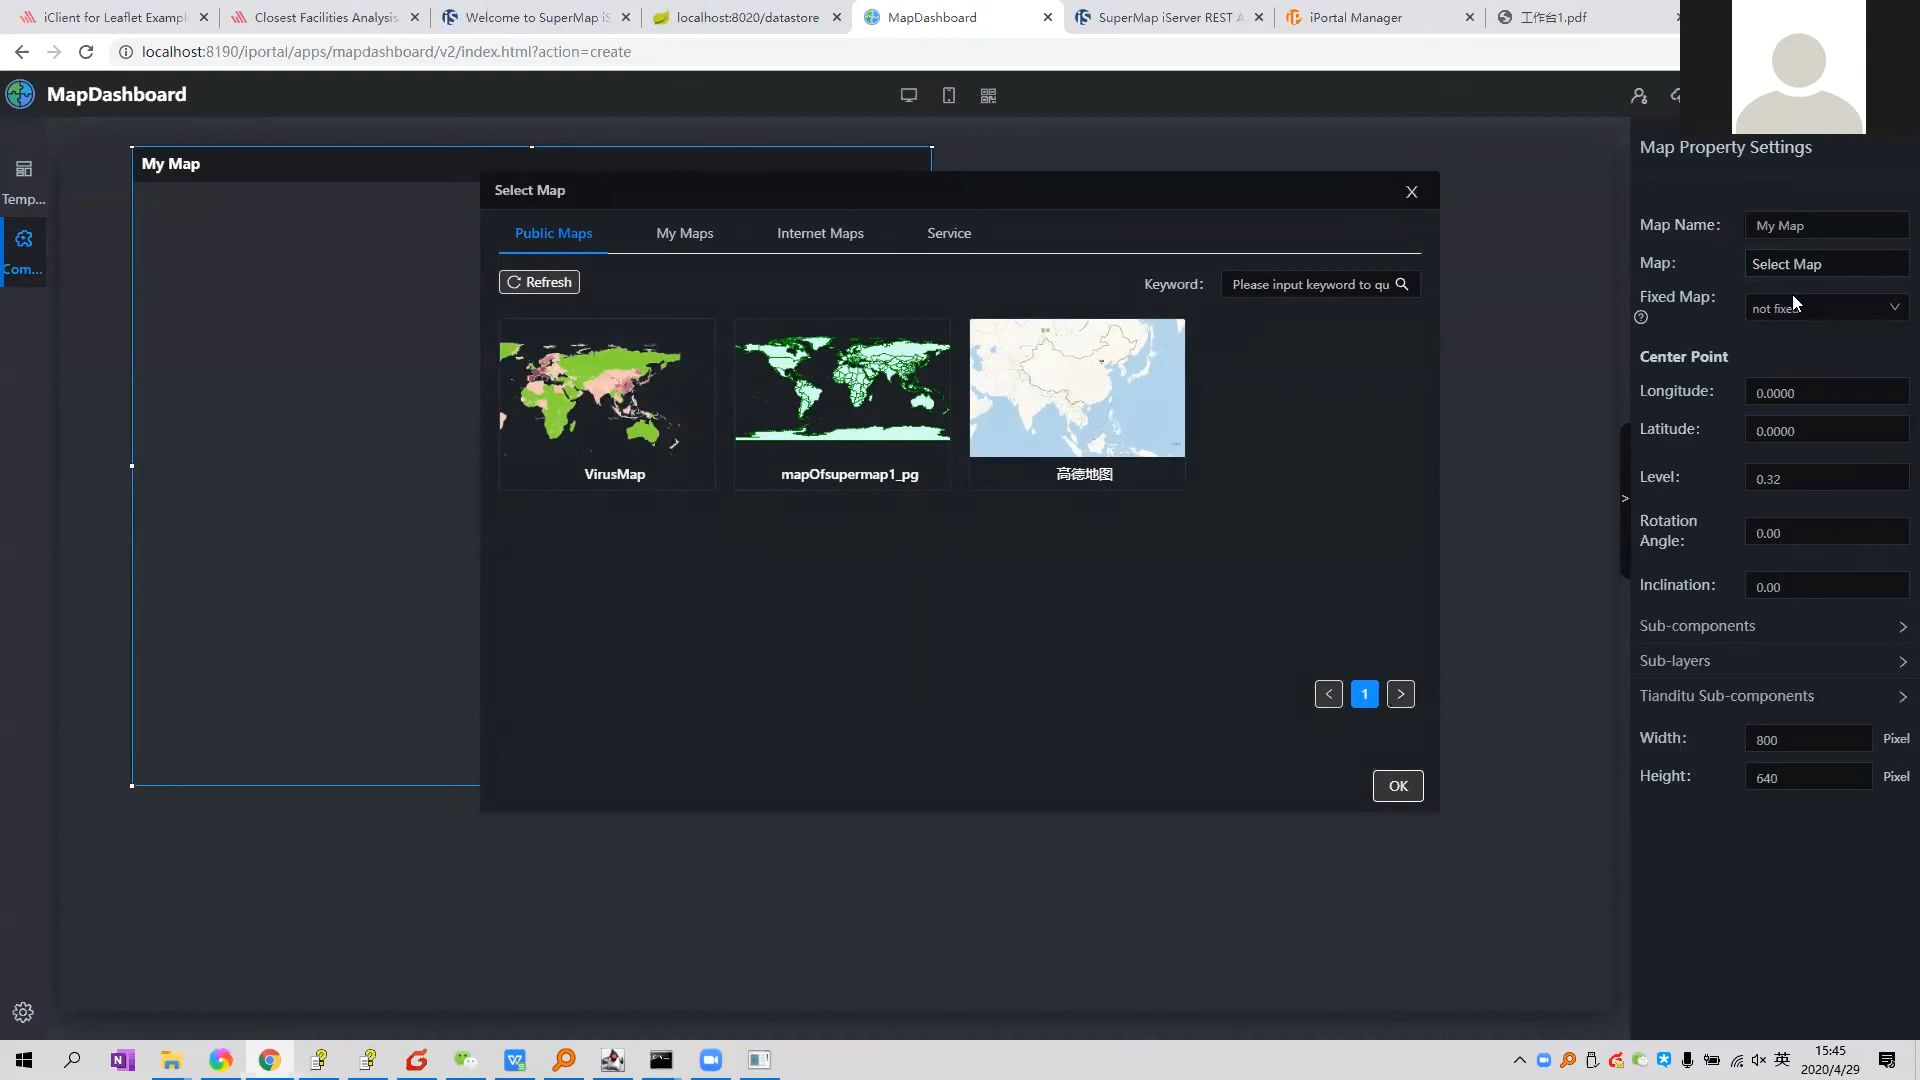 iClient for Leaflet Exampl
Closest Facilities Analysis
Welcome to SuperMap iS
localhost:8020/datastore
MapDashboard
SuperMap iServer REST A
iPortal Manager
工作台1.pdf
localhost:8190/iportal/apps/mapdashboard/v2/index.html?action=create
MapDashboard
Temp...
Com...
My Map
Select Map
X
Public Maps
My Maps
Internet Maps
Service
Refresh
Keyword:
Please input keyword to qu
VirusMap
mapOfsupermap1_pg
高德地图
1
OK
Map Property Settings
Map Name:
My Map
Map:
Select Map
Fixed Map:
not fixed
Center Point
Longitude:
0.0000
Latitude:
0.0000
Level:
0.32
Rotation
Angle:
0.00
Inclination:
0.00
Sub-components
Sub-layers
Tianditu Sub-components
Width:
800
Pixel
Height:
640
Pixel
英
15:45
2020/4/29